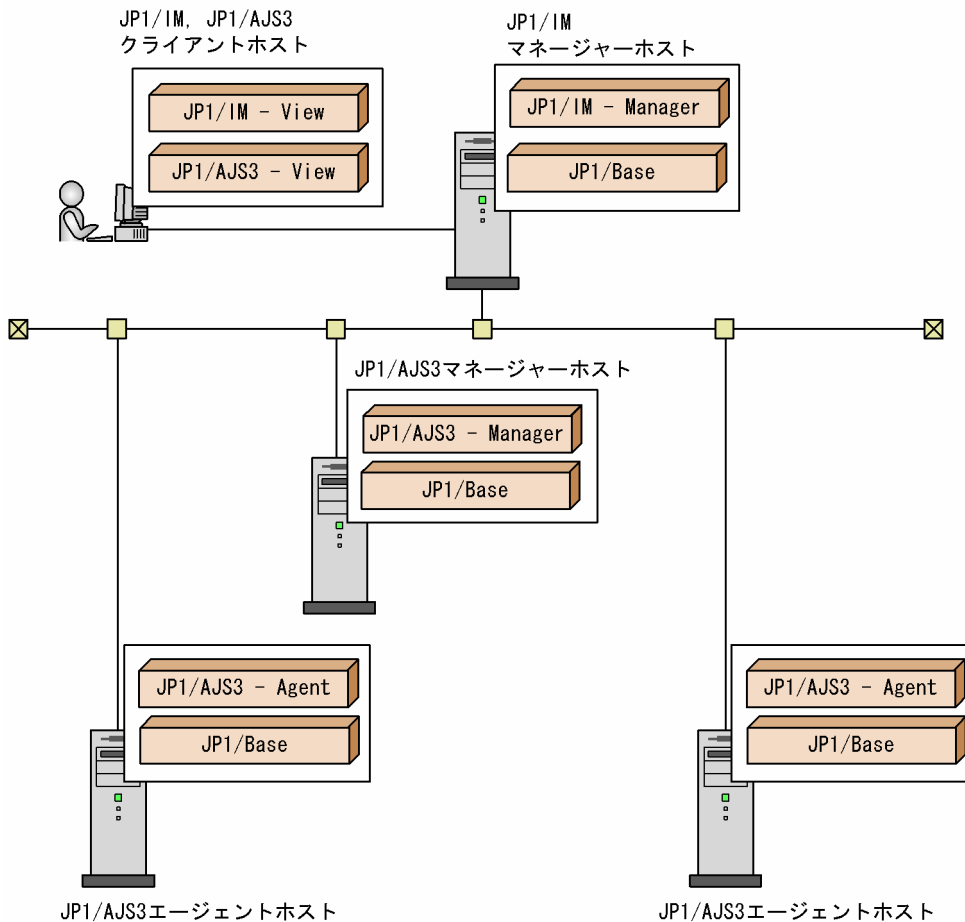 JP1/IM, JP1/AJS3
クライアントホスト
JP1/IM - View
JP1/AJS3 - View
JP1/IM
マネージャーホスト
JP1/IM - Manager
JP1/Base
JP1/AJS3マネージャーホスト
JP1/AJS3 - Manager
JP1/Base
JP1/AJS3 - Agent
JP1/Base
JP1/AJS3エージェントホスト
JP1/AJS3 - Agent
JP1/Base
JP1/AJS3エージェントホスト